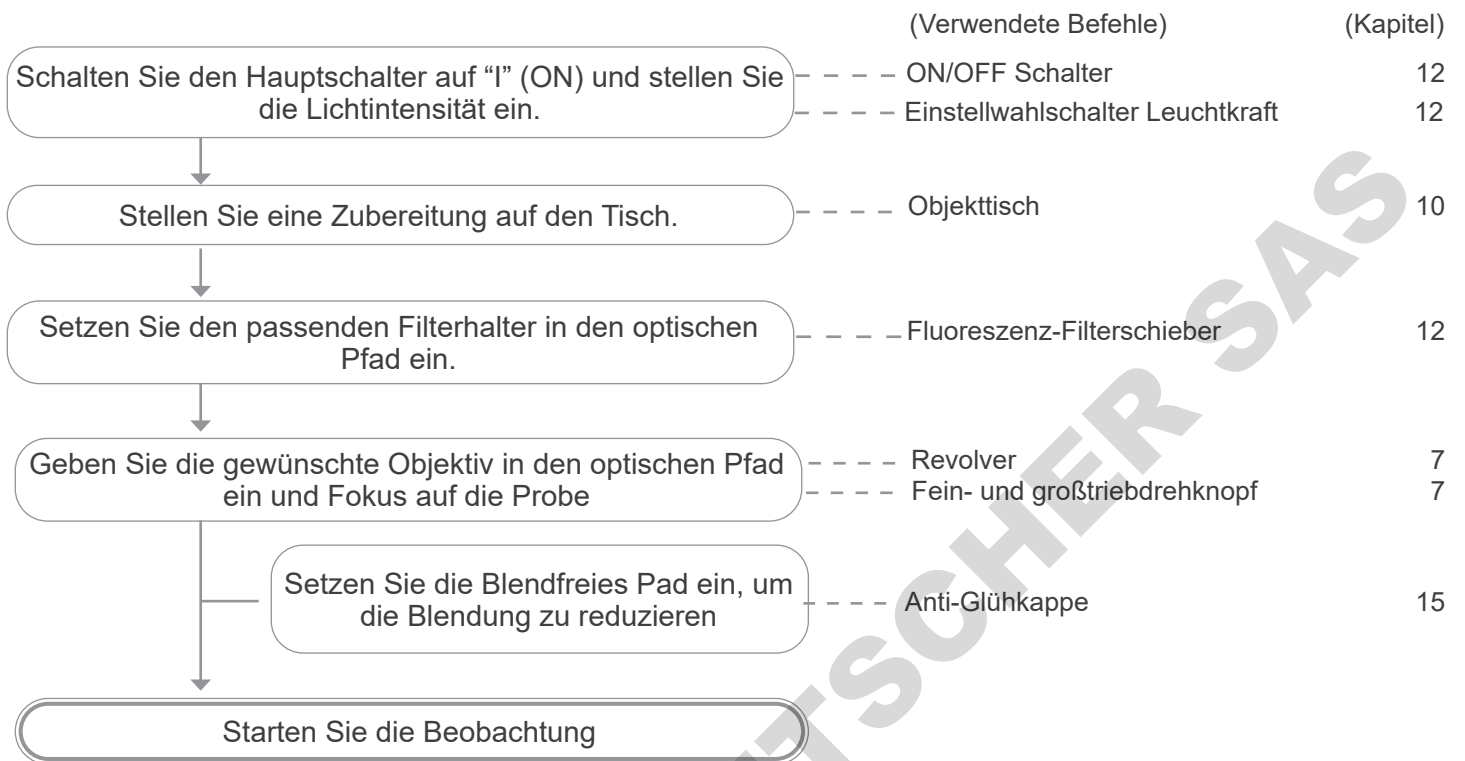 (Verwendete Befehle) (Kapitel)
Schalten Sie den Hauptschalter auf “I” (ON) und stellen Sie
die Lichtintensität ein.
ON/OFF Schalter 12
Einstellwahlschalter Leuchtkraft 12
Stellen Sie eine Zubereitung auf den Tisch.
Objekttisch 10
Setzen Sie den passenden Filterhalter in den optischen
Pfad ein.
Fluoreszenz-Filterschieber 12
Geben Sie die gewünschte Objektiv in den optischen Pfad
ein und Fokus auf die Probe
Revolver 7
Fein- und großtriebdrehknopf 7
Setzen Sie die Blendfreies Pad ein, um
die Blendung zu reduzieren
Anti-Glühkappe 15
Starten Sie die Beobachtung
SAS